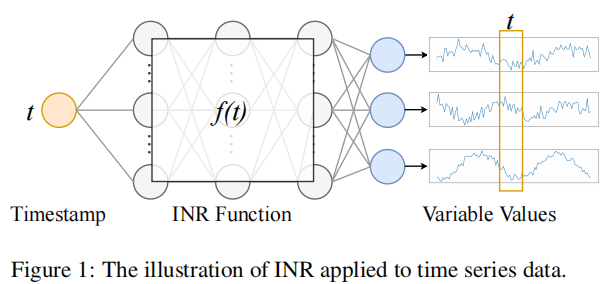 t
t
f(t)
Timestamp
INR Function
Variable Values
Figure 1: The illustration of INR applied to time series data.